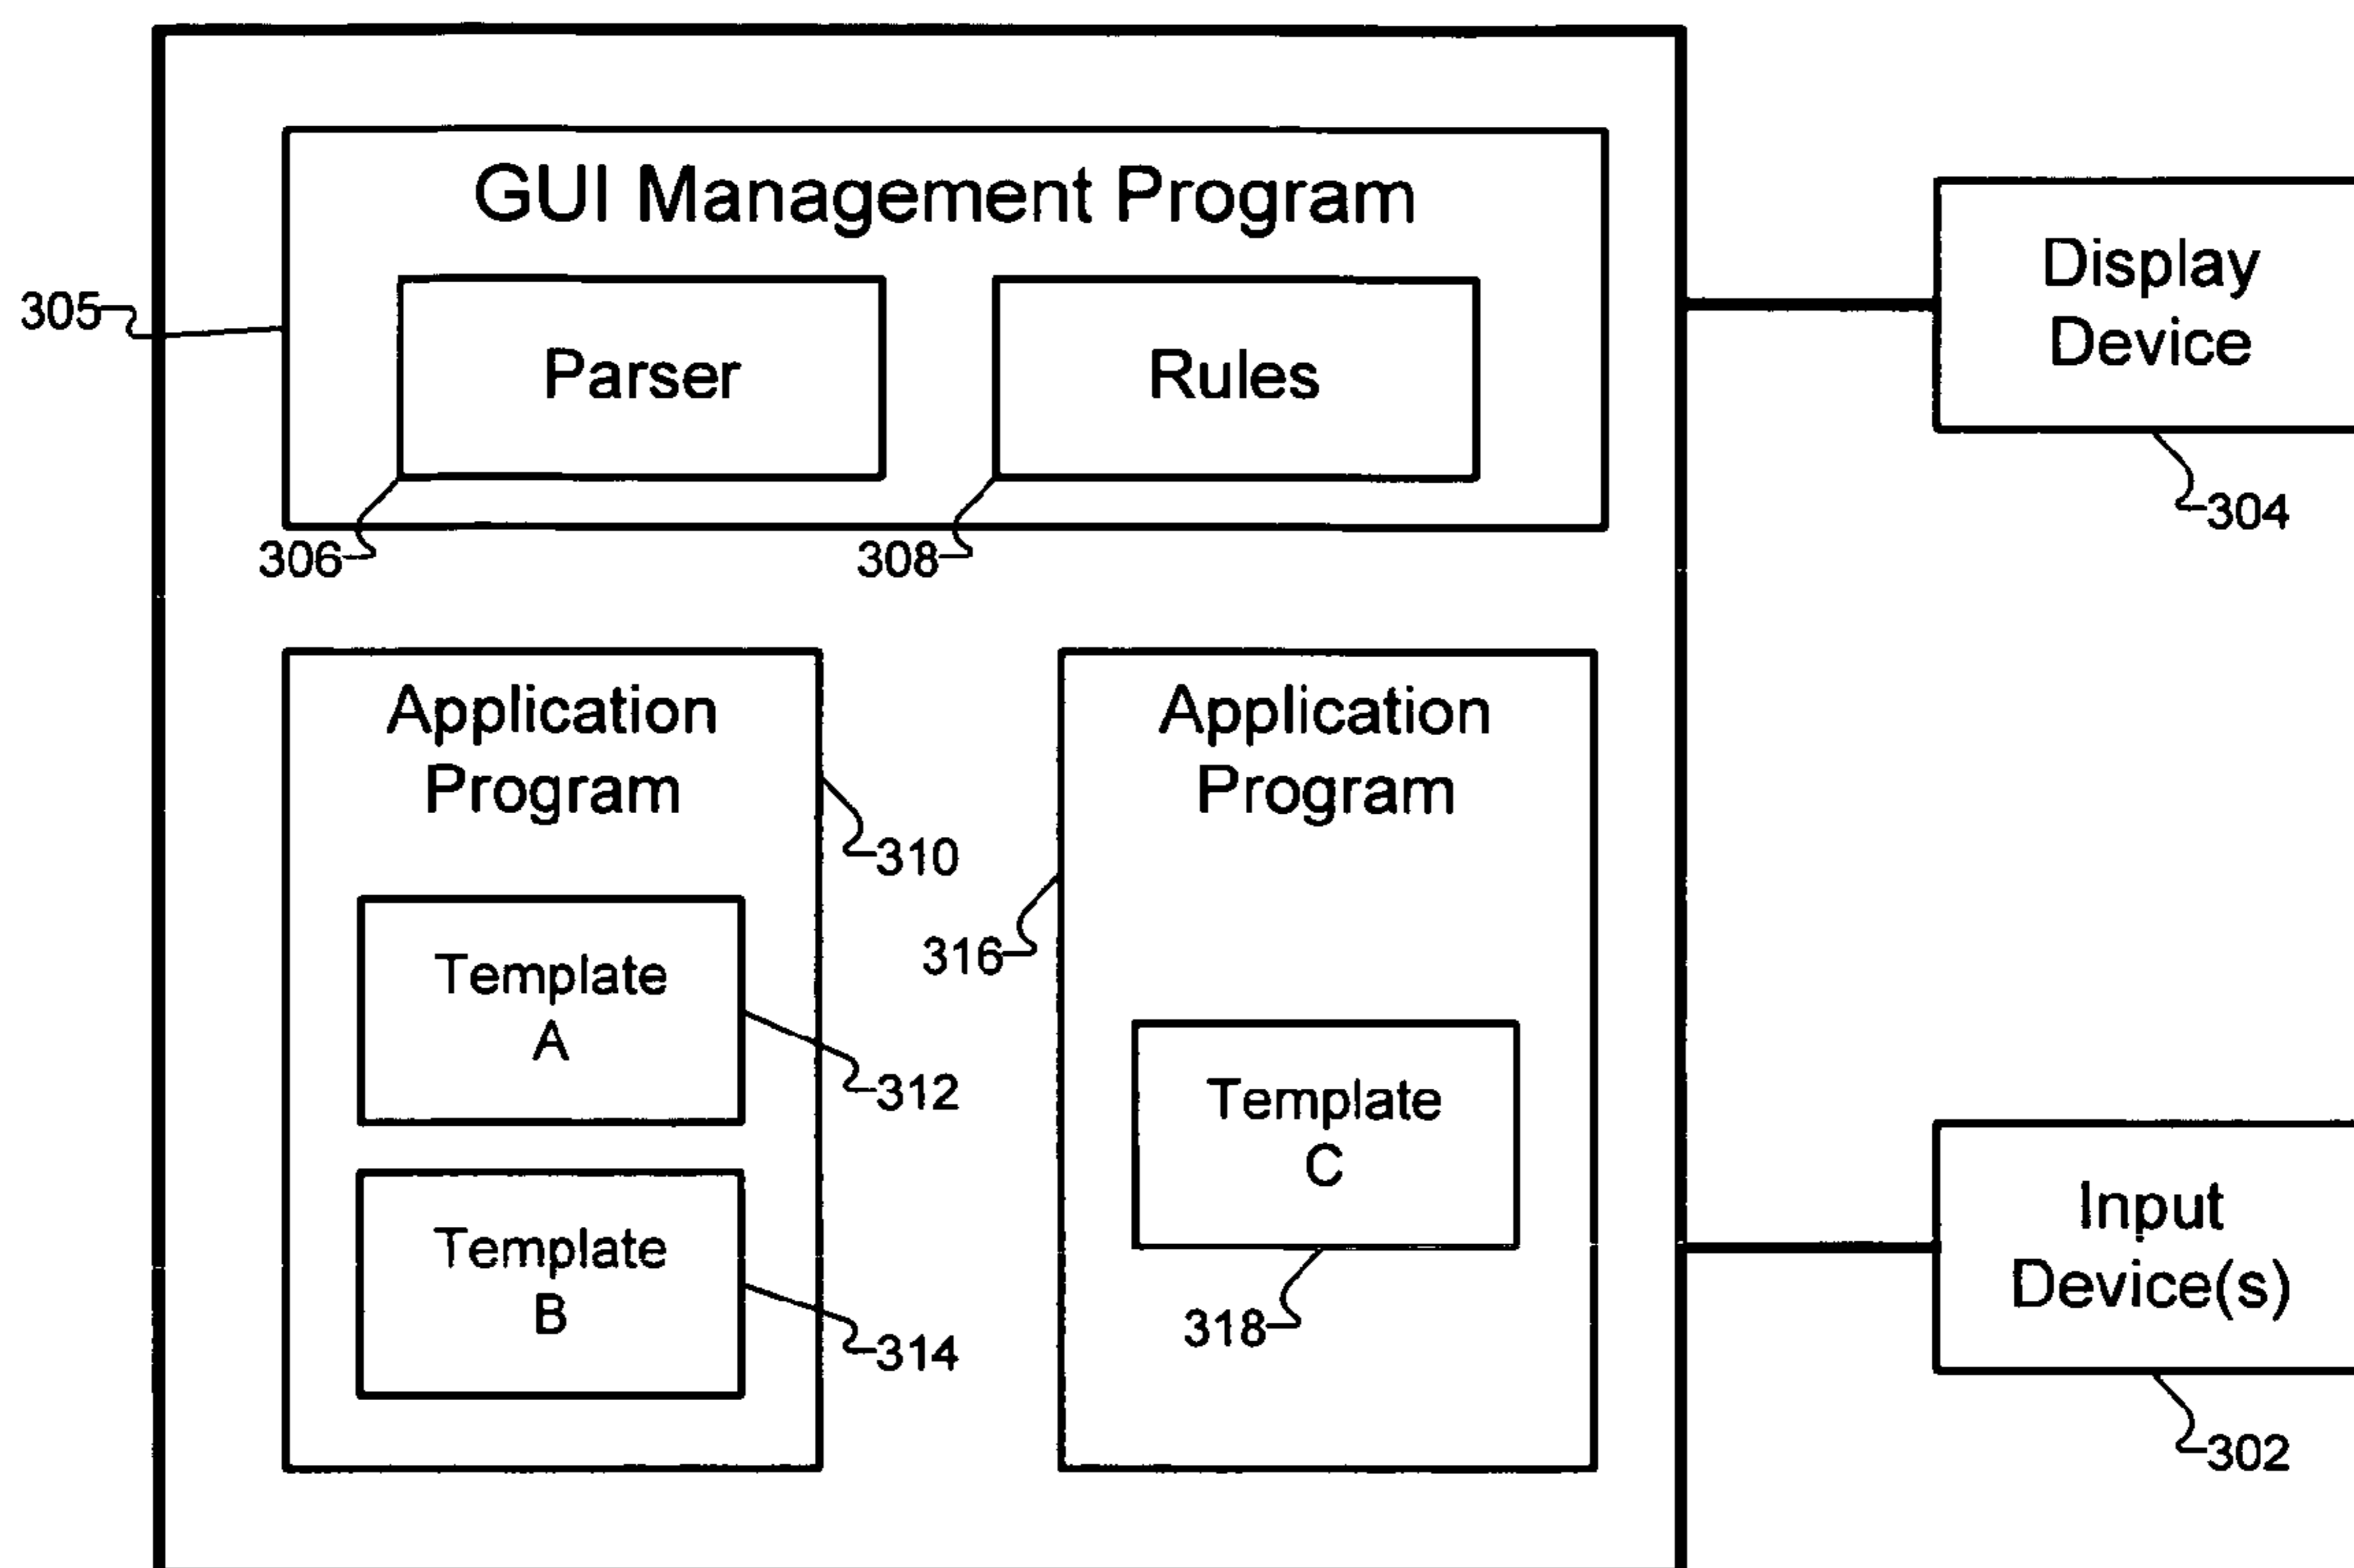 GUI Management Program
305
Parser
Rules
306
308
Display
Device
304
Application
Program
310
Template
A
312
Template
B
314
Application
Program
316
Template
C
318
Input
Device(s)
302